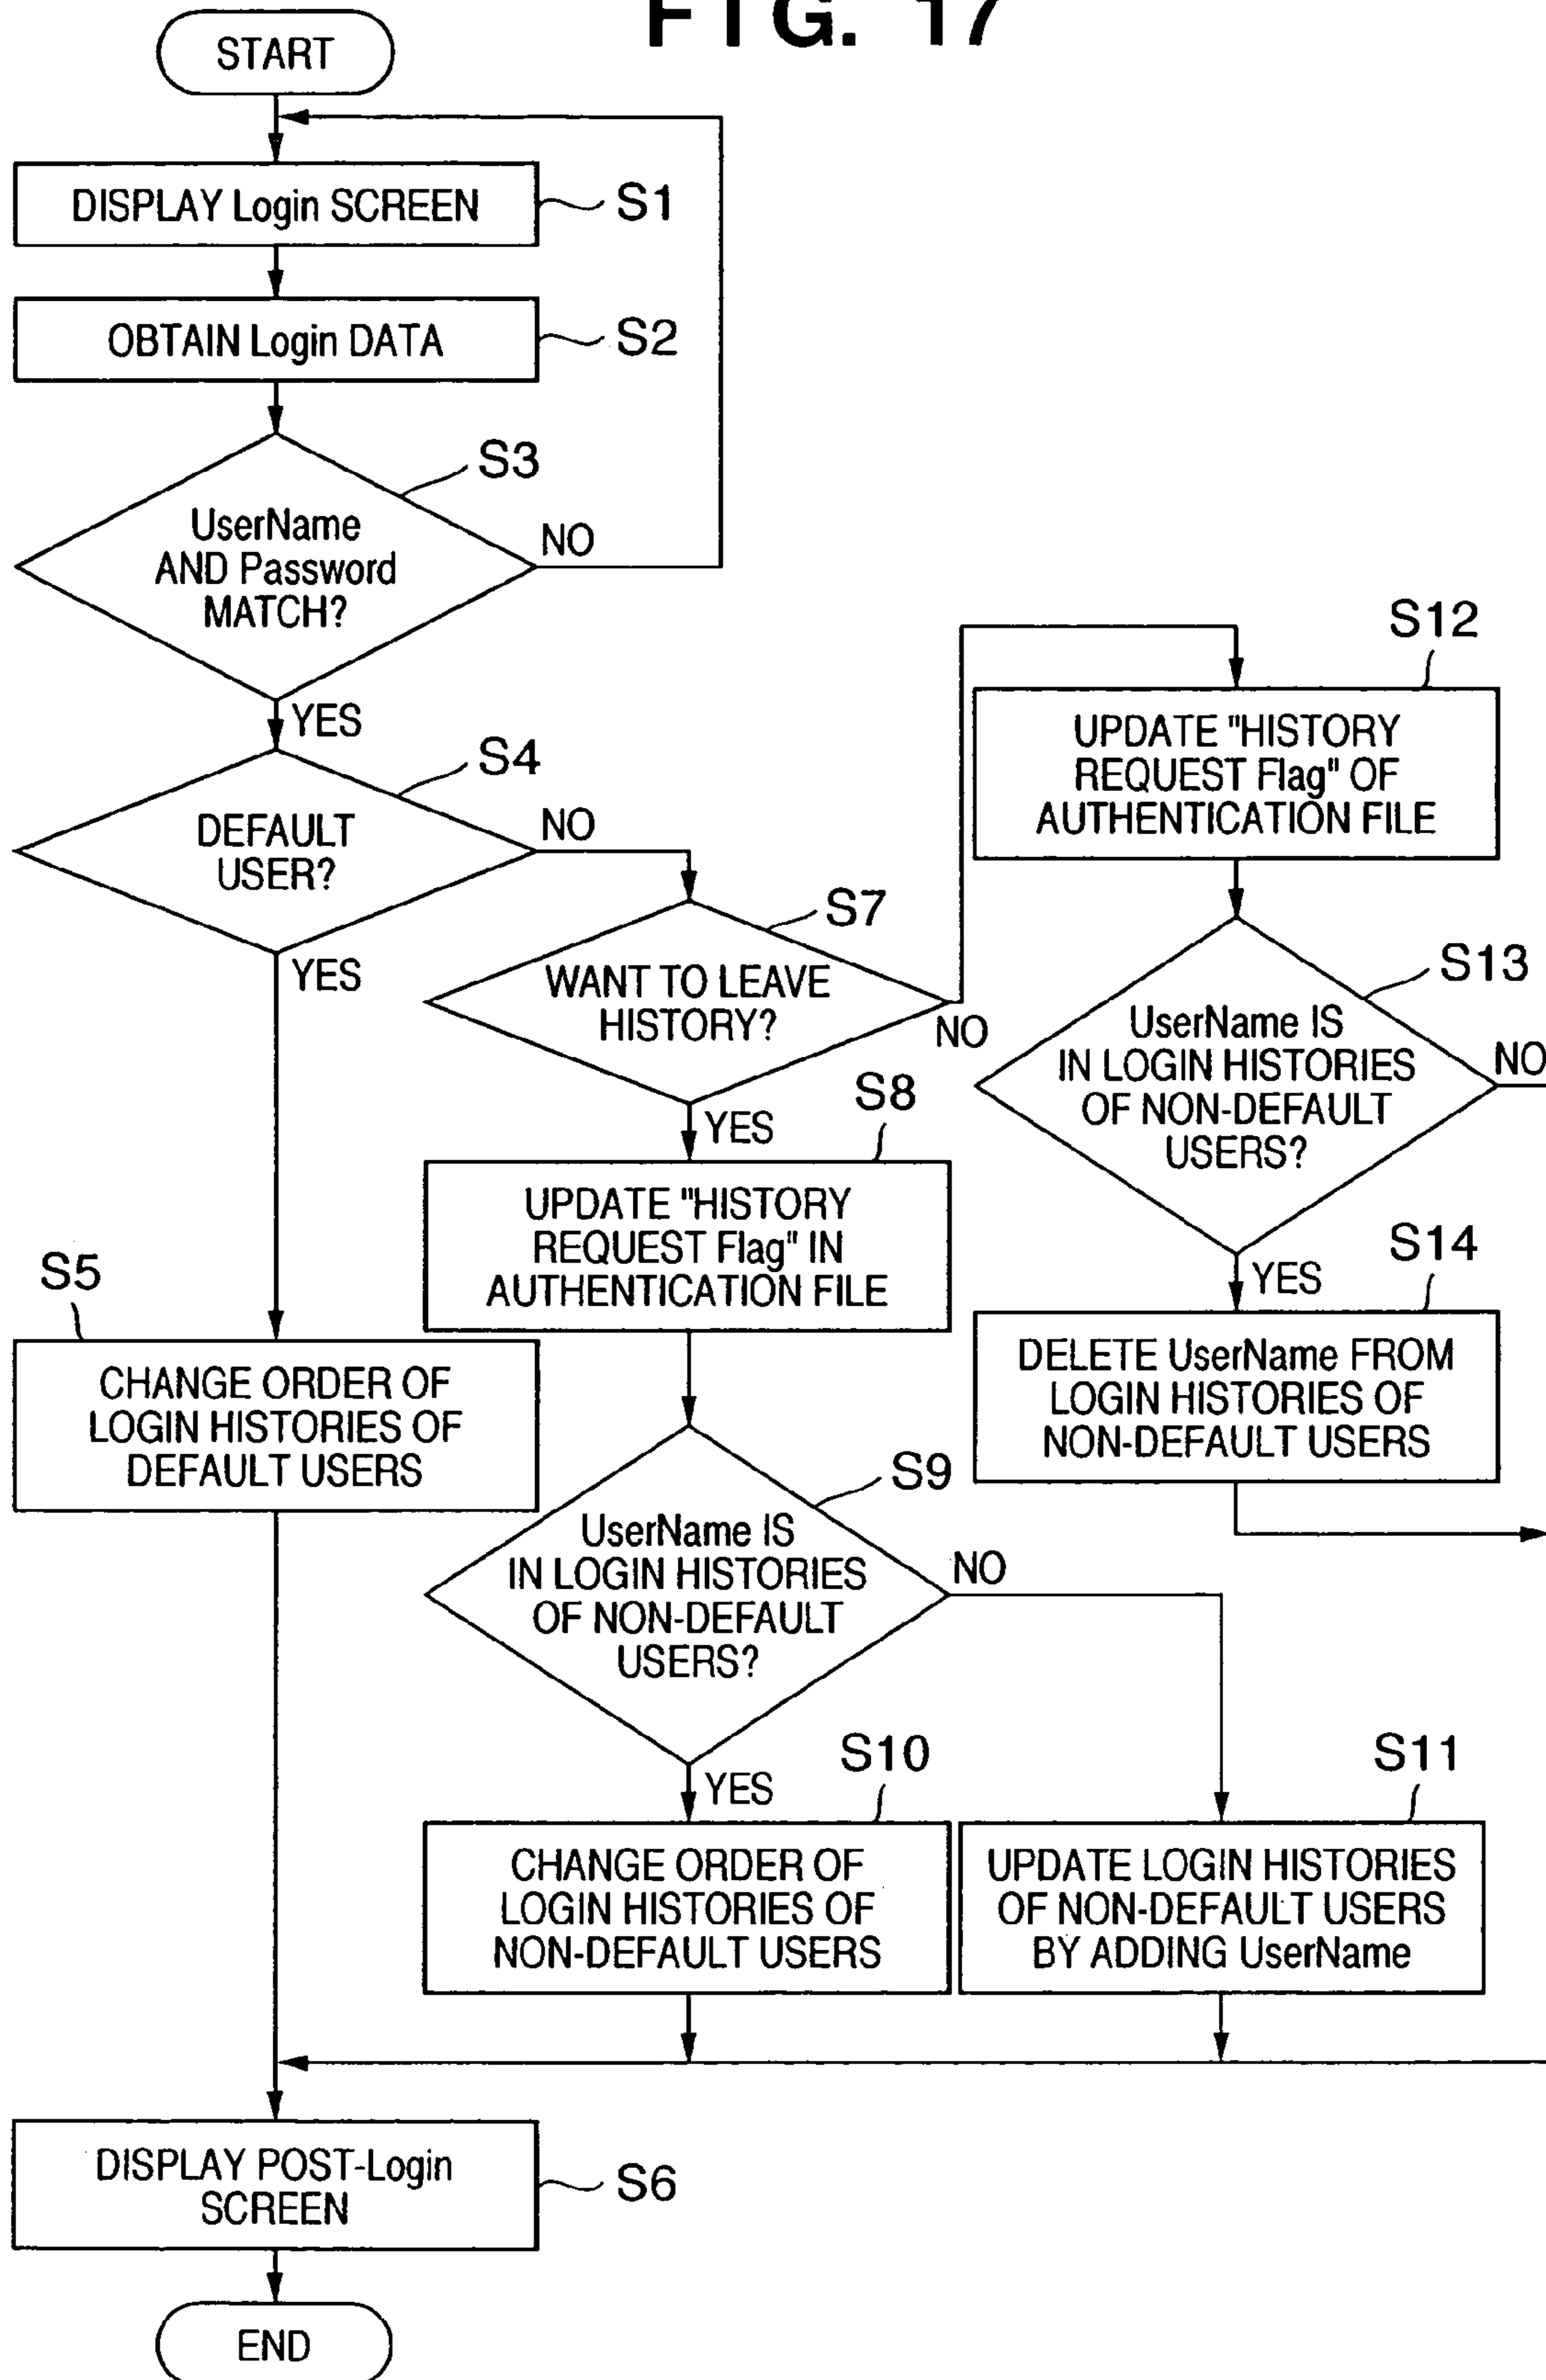 FIG. 17
START
DISPLAY Login SCREEN
S1
OBTAIN Login DATA
S2
S3
UserName
AND Password
MATCH?
NO
YES
S4
DEFAULT
USER?
NO
YES
S5
CHANGE ORDER OF
LOGIN HISTORIES OF
DEFAULT USERS
S7
WANT TO LEAVE
HISTORY?
NO
YES
S8
UPDATE "HISTORY
REQUEST Flag" IN
AUTHENTICATION FILE
S9
UserName IS
IN LOGIN HISTORIES
OF NON-DEFAULT
USERS?
NO
YES
S10
CHANGE ORDER OF
LOGIN HISTORIES OF
NON-DEFAULT USERS
S11
UPDATE LOGIN HISTORIES
OF NON-DEFAULT USERS
BY ADDING UserName
S12
UPDATE "HISTORY
REQUEST Flag" OF
AUTHENTICATION FILE
S13
UserName IS
IN LOGIN HISTORIES
OF NON-DEFAULT
USERS?
NO
YES
S14
DELETE UserName FROM
LOGIN HISTORIES OF
NON-DEFAULT USERS
DISPLAY POST-Login
SCREEN
S6
END